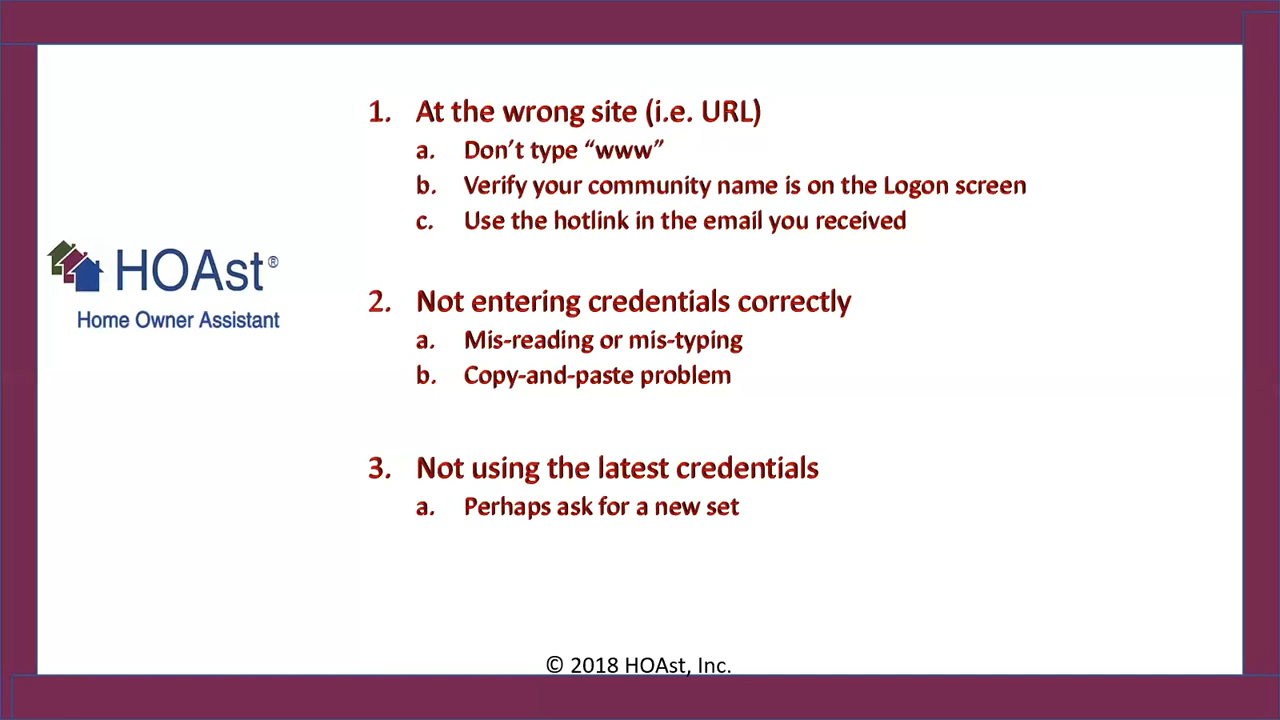 1. At the wrong site (i.e. URL)
a. Don’t type “www”
b. Verify your community name is on the Logon screen
c. Use the hotlink in the email you received
HOAst®
Home Owner Assistant
2. Not entering credentials correctly
a. Mis-reading or mis-typing
b. Copy-and-paste problem
3. Not using the latest credentials
a. Perhaps ask for a new set
© 2018 HOAst, Inc.